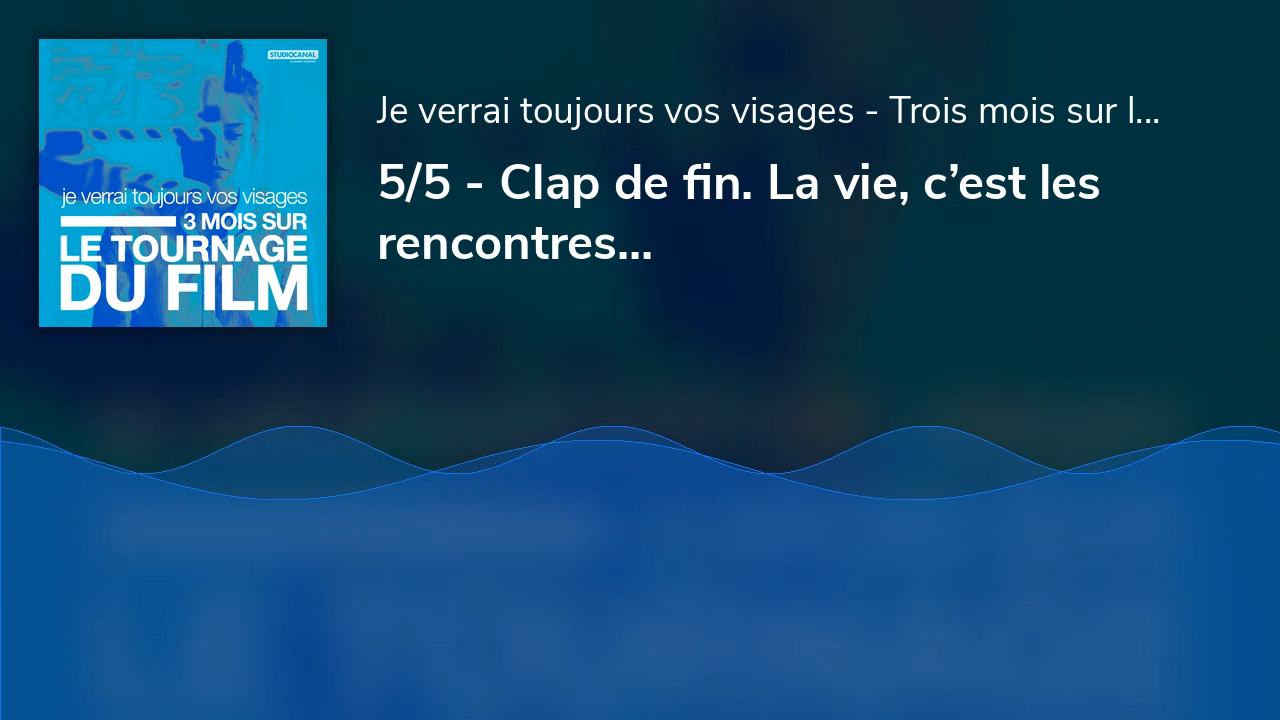 STUDIOCANAL
je verrai toujours vos visages
3 MOIS SUR
LE TOURNAGE
DU FILM
Je verrai toujours vos visages - Trois mois sur l...
5/5 - Clap de fin. La vie, c’est les
rencontres...